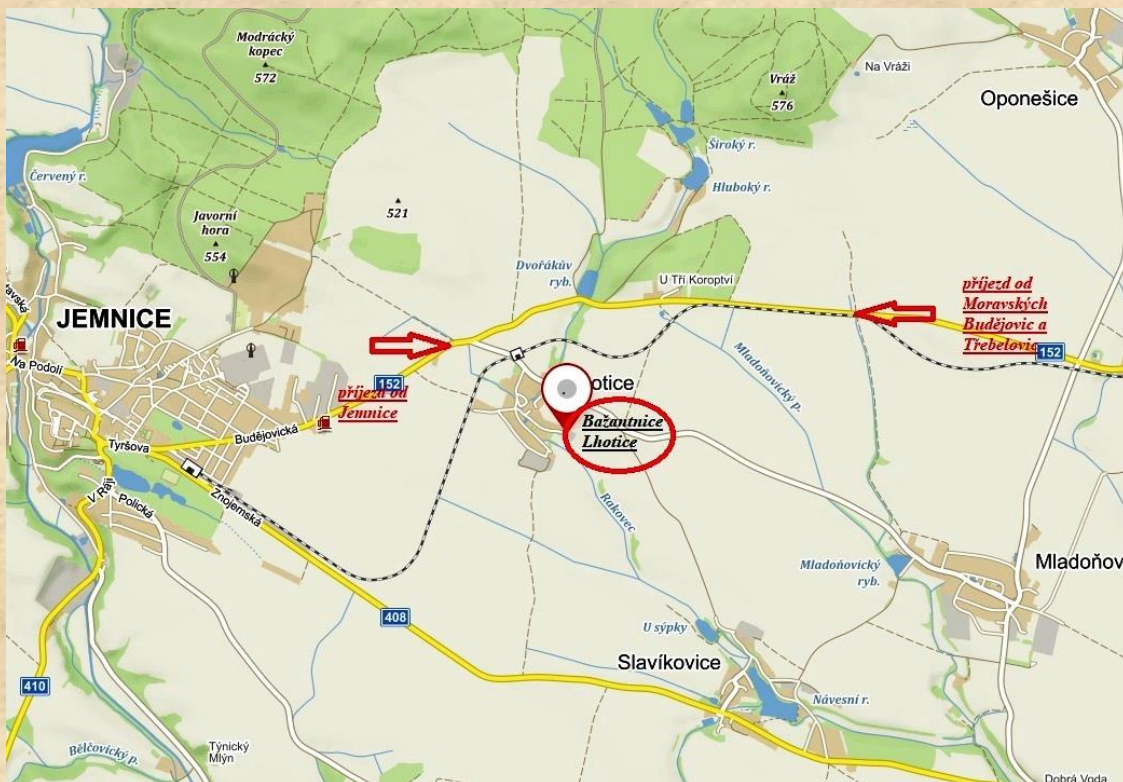 Modrácký
kopec
572
Vráž
576
Na Vráži
Oponešice
Červený r.
Široký r.
Hluboký r.
Javorní
hora
554
521
Dvořákův
ryb.
U Tří Koroptví
příjezd od
Moravských
Budějovic a
Třebelovic
152
JEMNICE
Na Podolí
152
příjezd od
Jemnice
Mladoňovický p.
Budějovická
Tyršova
Bažantnice
Lhotice
V Ráji
Polická
Znojemská
Rakovec
Mladoňovický
ryb.
Mladoňov
408
U sýpky
Slavíkovice
410
Návesní r.
Týnický
Mlýn
Bělčovický p.
Dobrá Voda